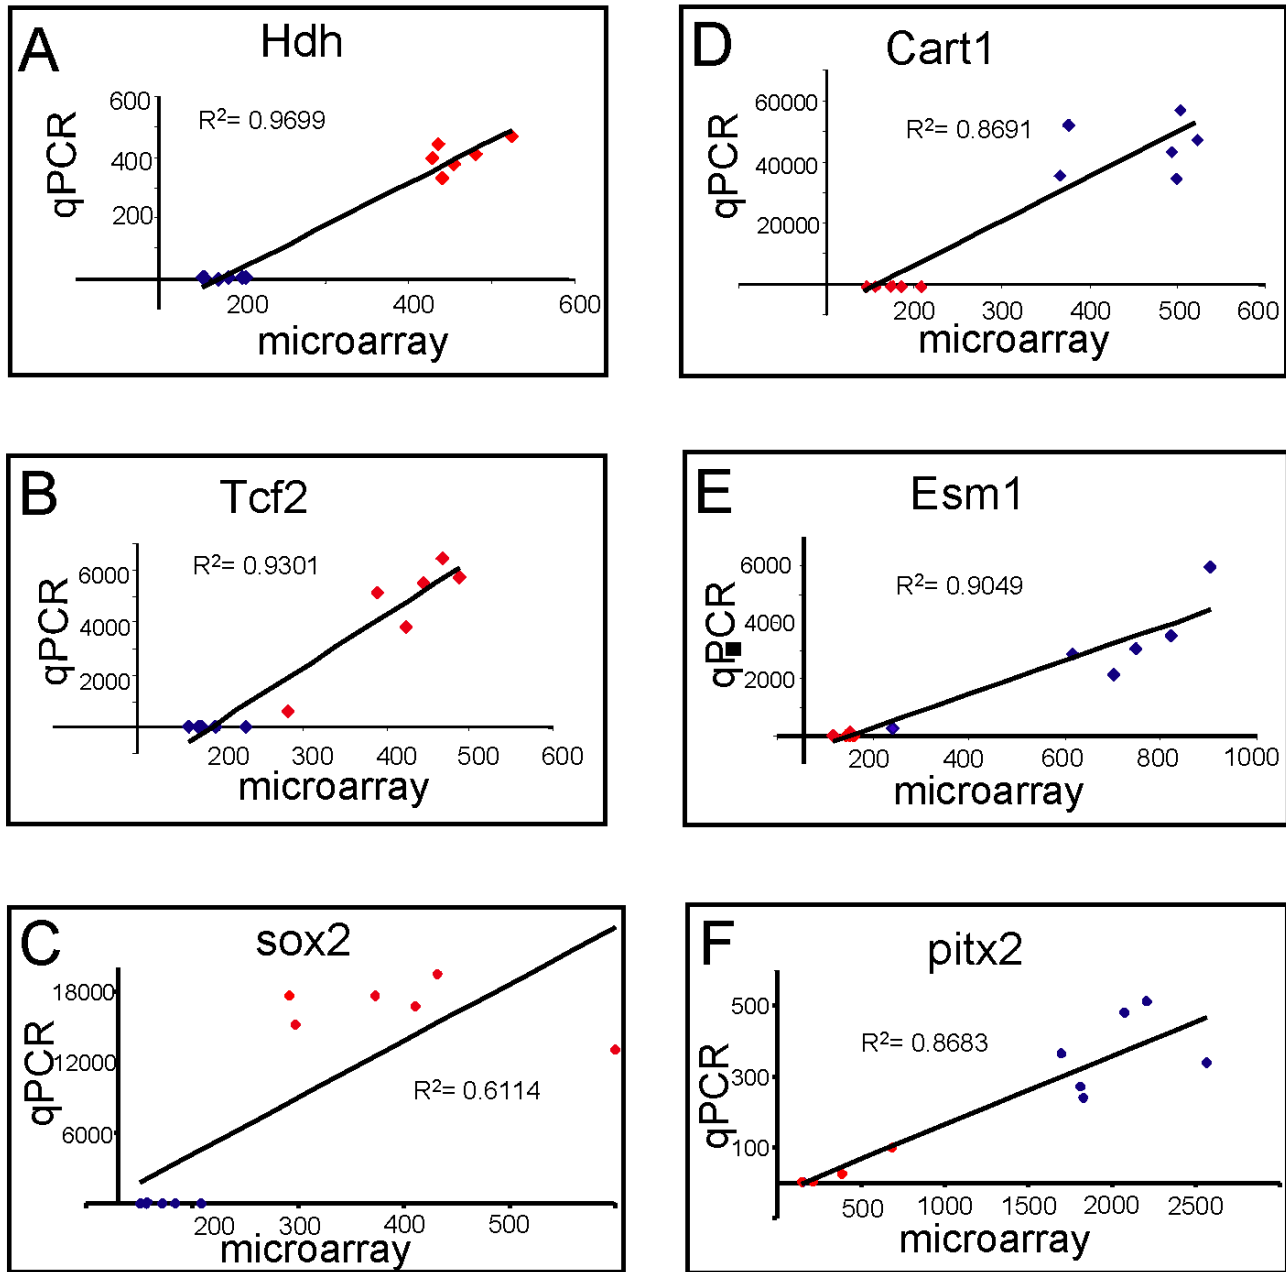 A
Hdh
R²= 0.9699
qPCR
600
400
200
200
400
600
microarray
D
Cart1
R²= 0.8691
qPCR
60000
40000
20000
200
300
400
500
600
microarray
B
Tcf2
R²= 0.9301
qPCR
6000
4000
2000
200
300
400
500
600
microarray
E
Esm1
R²= 0.9049
qPCR
6000
4000
2000
200
400
600
800
1000
microarray
C
sox2
R²= 0.6114
qPCR
18000
12000
6000
200
300
400
500
microarray
F
pitx2
R²= 0.8683
qPCR
500
300
100
500
1000
1500
2000
2500
microarray